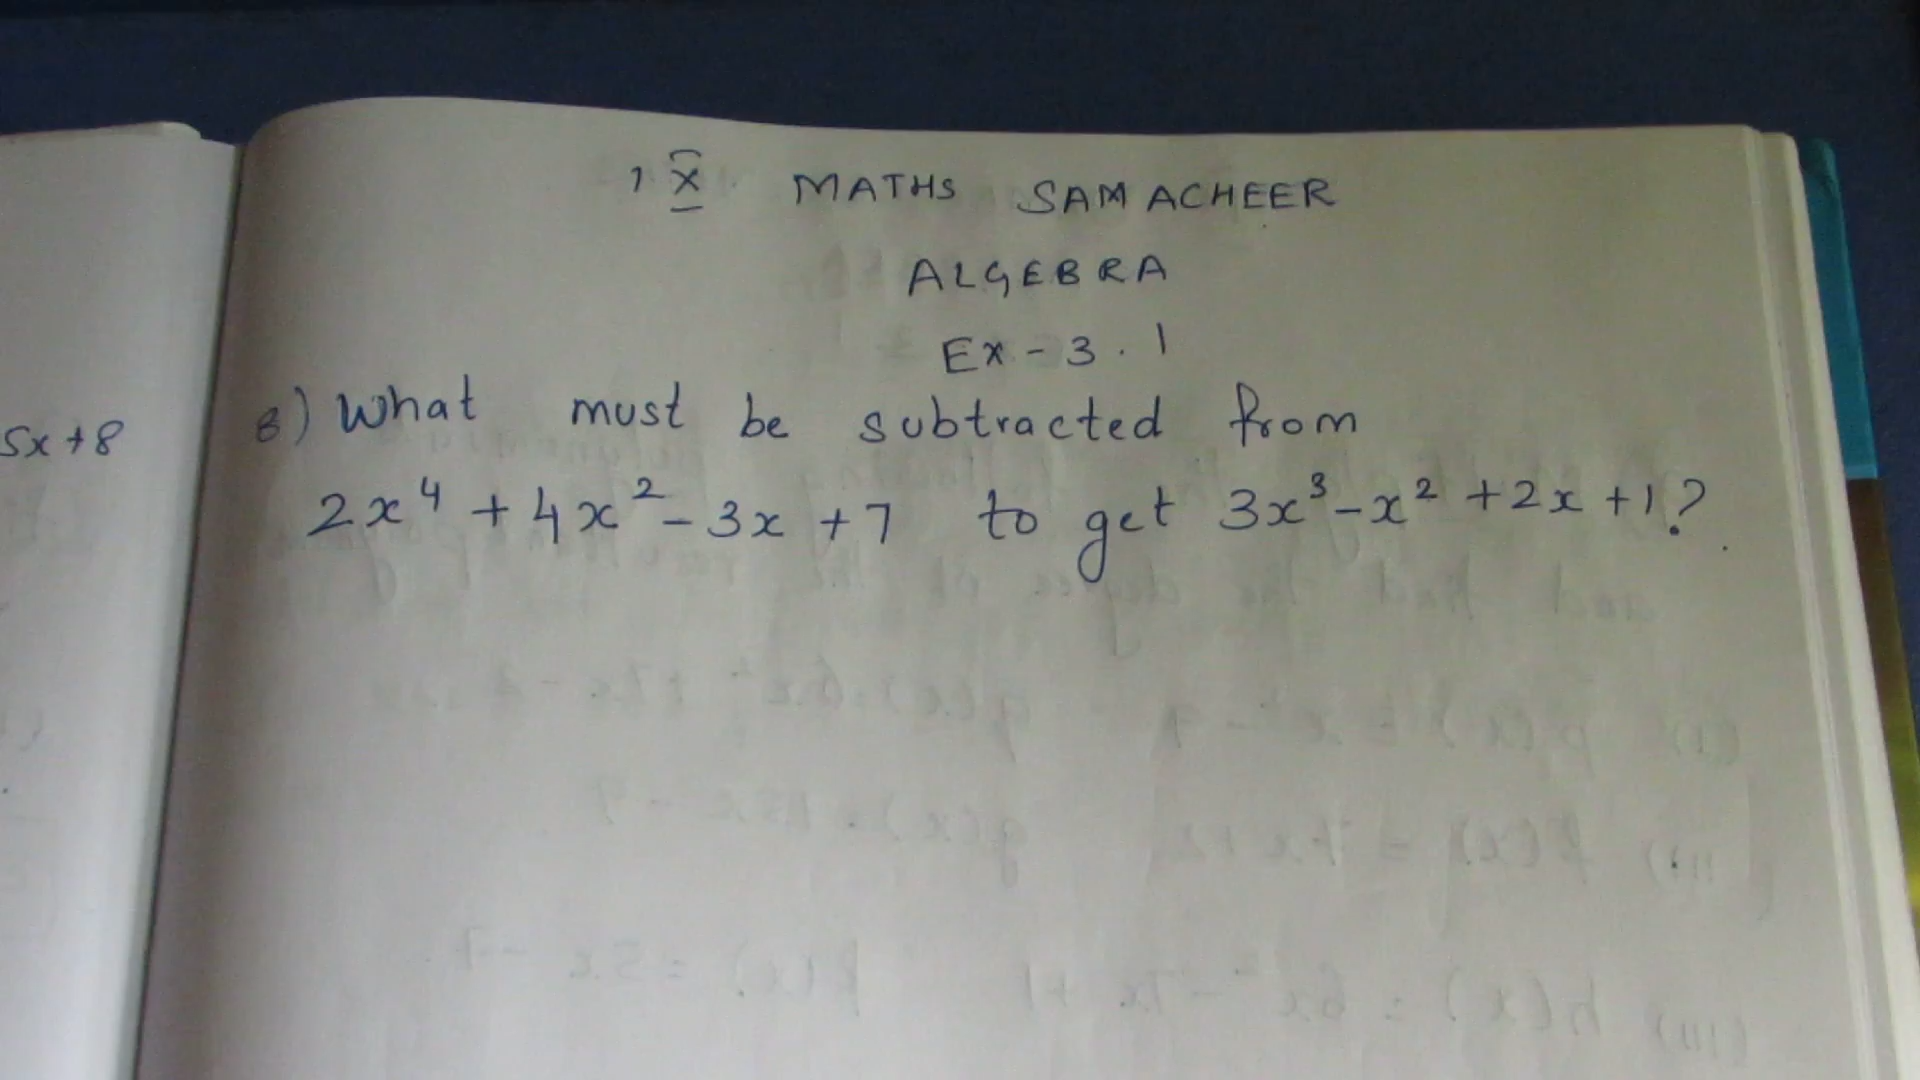 5x+8
IX MATHS SAMACHEER
ALGEBRA
Ex-3.1
8) What must be subtracted from
2x⁴ + 4x² - 3x + 7 to get 3x³ - x² + 2x + 1?